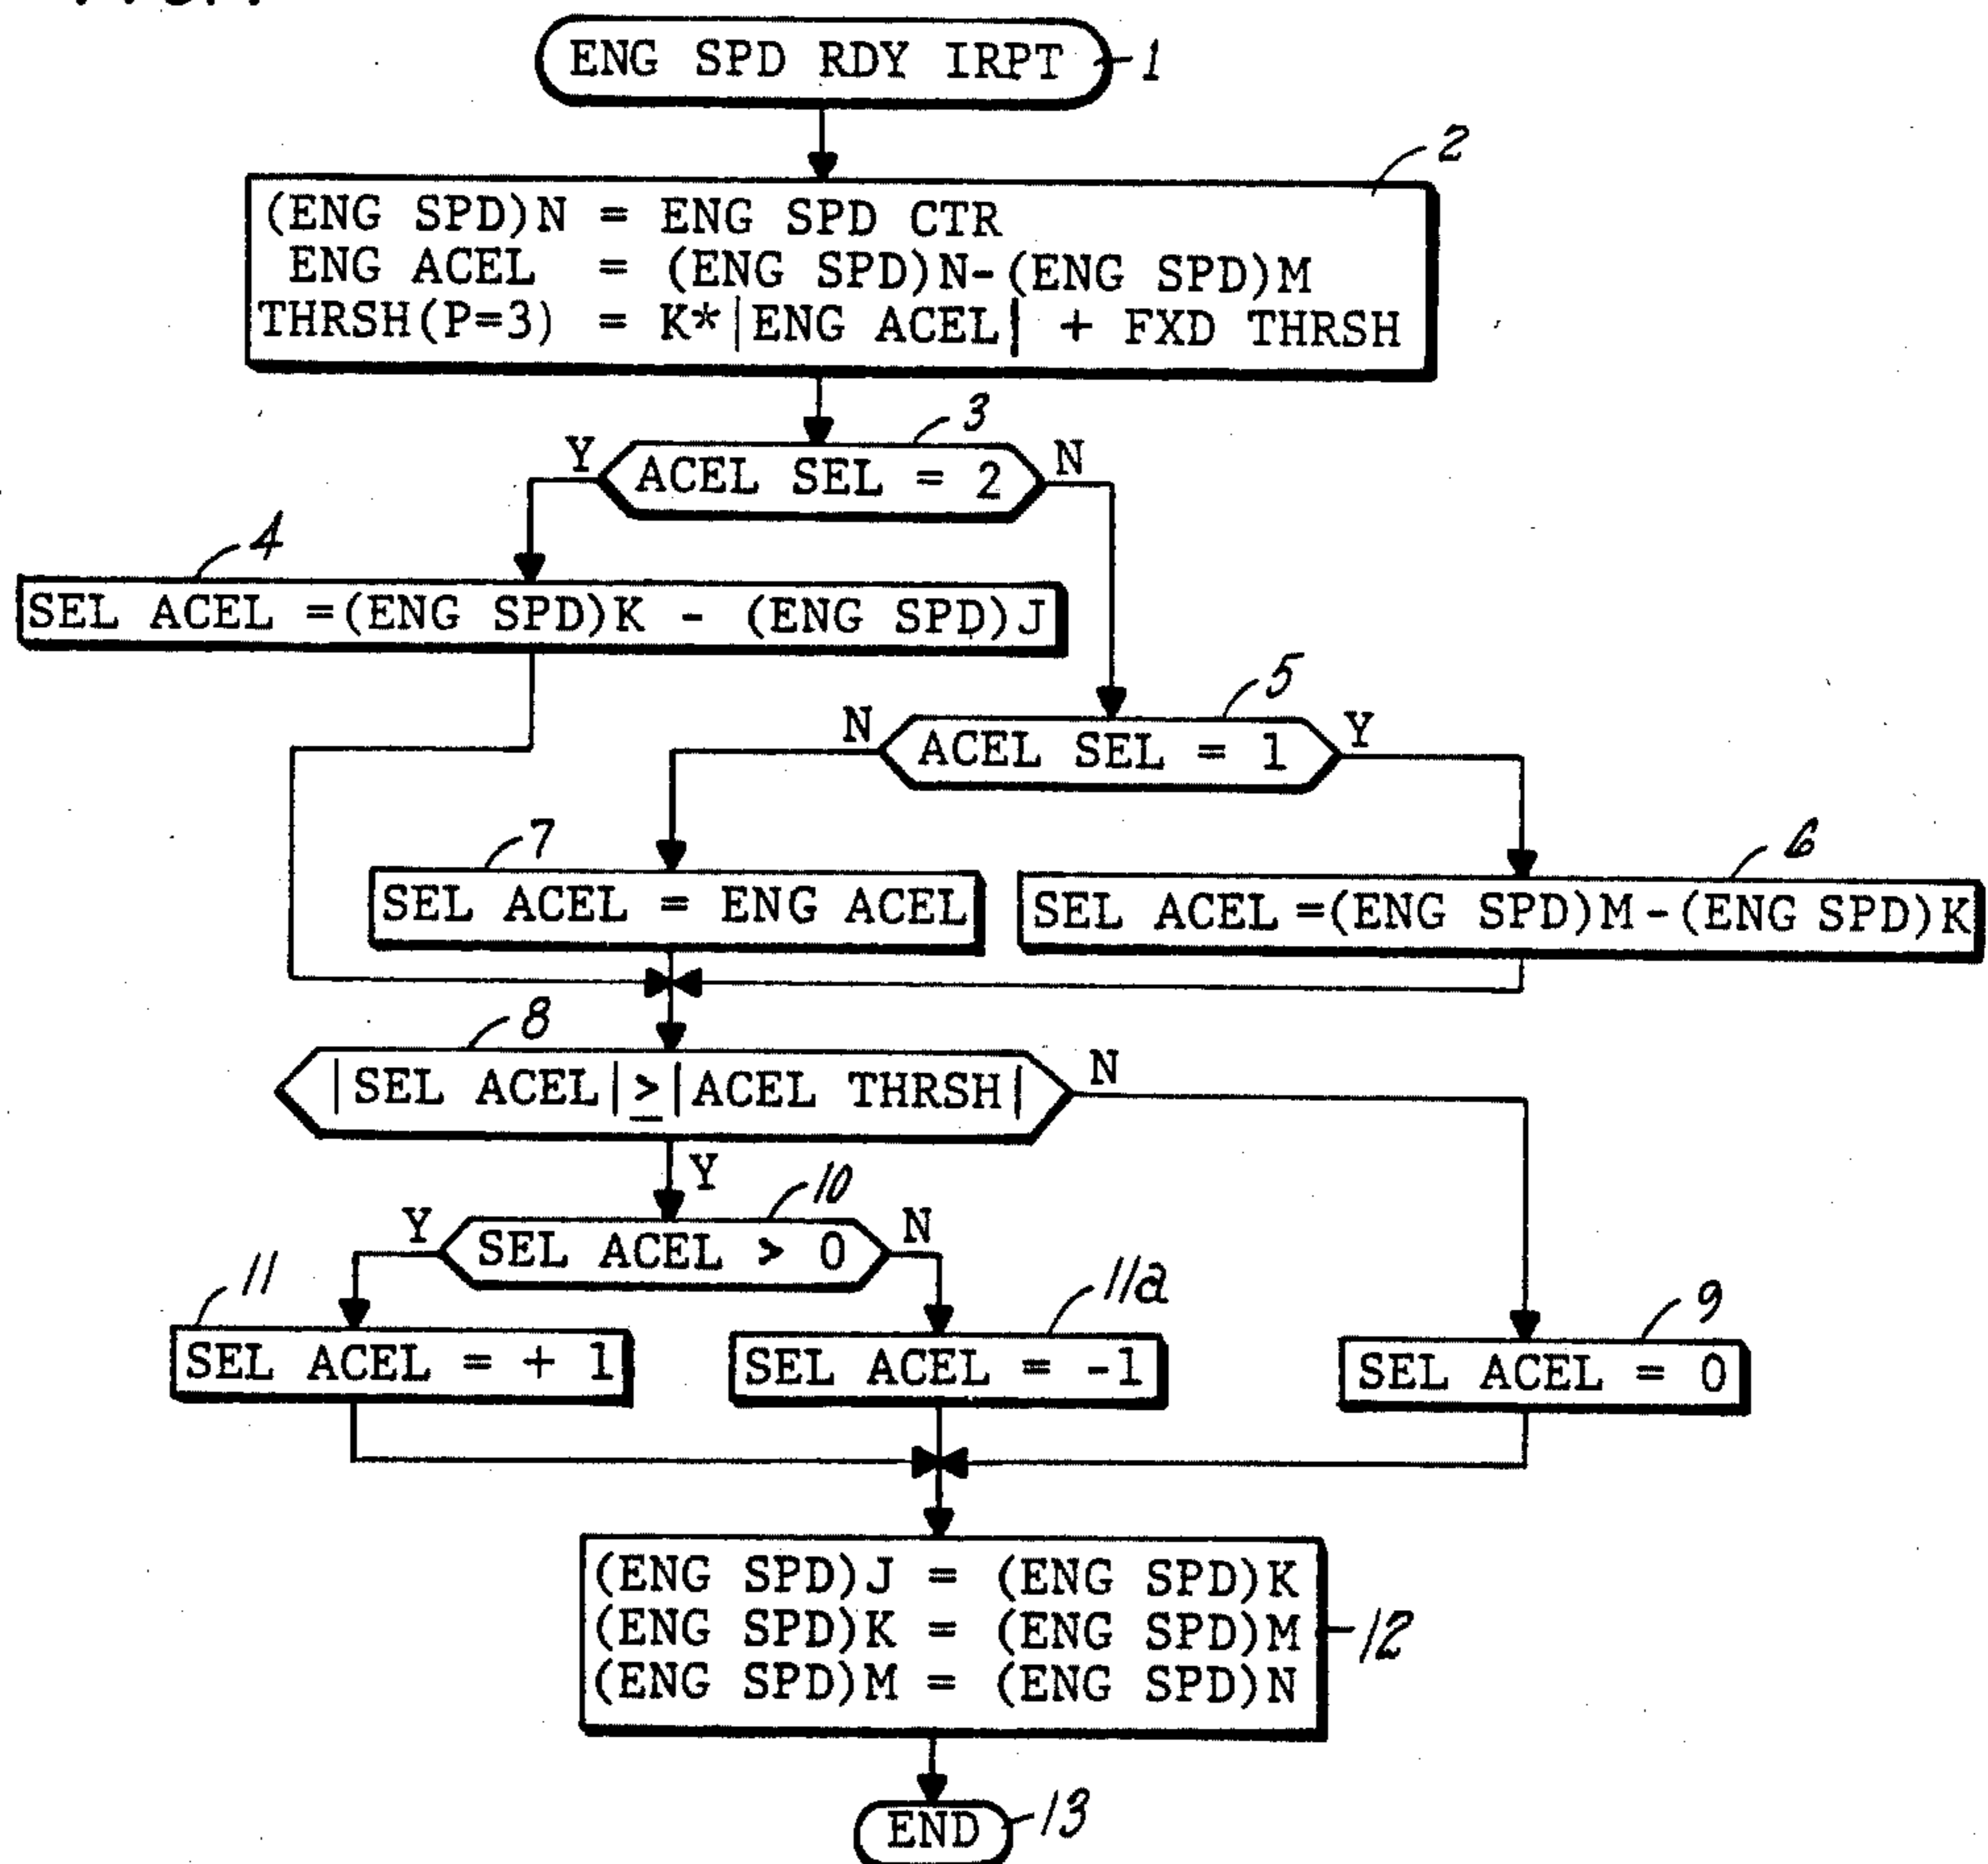 ENG SPD RDY IRPT
1
2
(ENG SPD)N = ENG SPD CTR
ENG ACEL = (ENG SPD)N-(ENG SPD)M
THRSH(P=3) = K*|ENG ACEL| + FXD THRSH
3
Y
ACEL SEL = 2
N
4
SEL ACEL =(ENG SPD)K - (ENG SPD)J
5
N
ACEL SEL = 1
Y
7
SEL ACEL = ENG ACEL
6
SEL ACEL =(ENG SPD)M-(ENG SPD)K
8
|SEL ACEL|≥|ACEL THRSH|
N
Y
10
Y
SEL ACEL > 0
N
11
SEL ACEL = + 1
11a
SEL ACEL = -1
9
SEL ACEL = 0
(ENG SPD)J = (ENG SPD)K
(ENG SPD)K = (ENG SPD)M
(ENG SPD)M = (ENG SPD)N
12
END
13